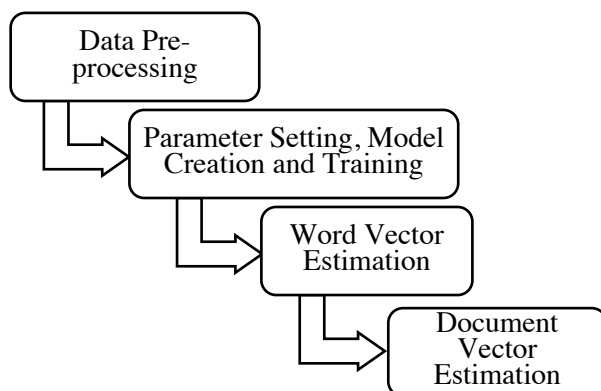 Data Pre-
processing
Parameter Setting, Model
Creation and Training
Word Vector
Estimation
Document
Vector
Estimation